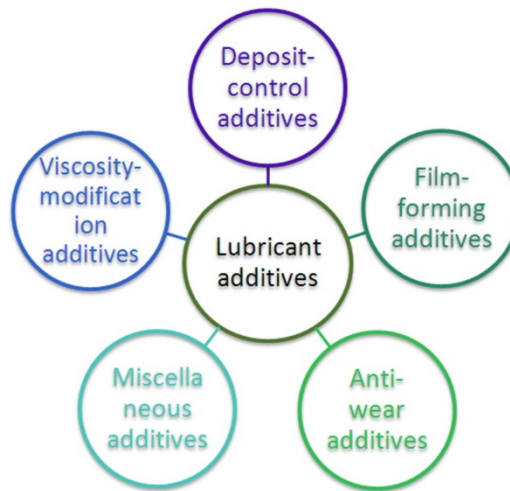 Deposit-
control
additives
Viscosity-
modificat
ion
additives
Film-
forming
additives
Lubricant
additives
Miscella
neous
additives
Anti-
wear
additives